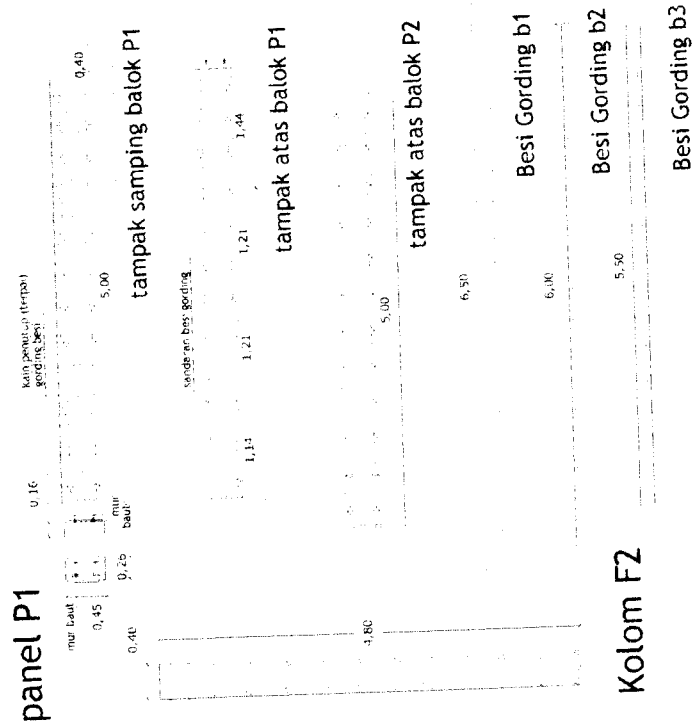 panel P1
mur baut
0,45
0,40
0,26
mur
baut
0,16
Kain penutup (terpal)
gording besi
5,00
0,40
tampak samping balok P1
sandaran besi gording
1,14
1,21
1,21
1,44
tampak atas balok P1
5,00
tampak atas balok P2
6,50
Besi Gording b1
6,00
Besi Gording b2
5,50
Besi Gording b3
4,80
Kolom F2